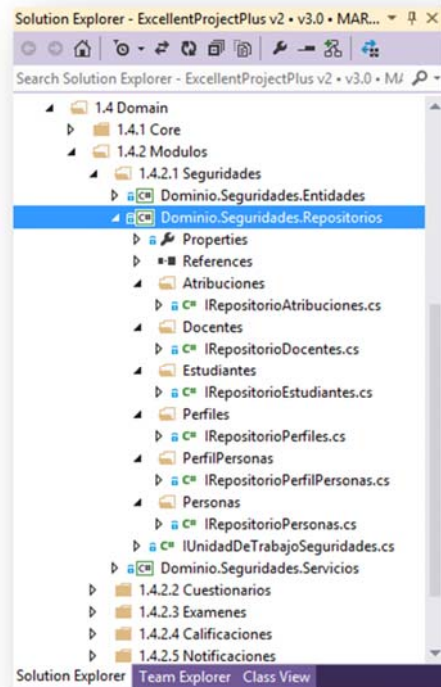 Solution Explorer - ExcellentProjectPlus v2 • v3.0 • MAR...
Search Solution Explorer - ExcellentProjectPlus v2 • v3.0 • M
1.4 Domain
1.4.1 Core
1.4.2 Modulos
1.4.2.1 Seguridades
C# Dominio.Seguridades.Entidades
C# Dominio.Seguridades.Repositorios
Properties
References
Atribuciones
C# IRepositorioAtribuciones.cs
Docentes
C# IRepositorioDocentes.cs
Estudiantes
C# IRepositorioEstudiantes.cs
Perfiles
C# IRepositorioPerfiles.cs
PerfilPersonas
C# IRepositorioPerfilPersonas.cs
Personas
C# IRepositorioPersonas.cs
C# IUnidadDeTrabajoSeguridades.cs
C# Dominio.Seguridades.Servicios
1.4.2.2 Cuestionarios
1.4.2.3 Examenes
1.4.2.4 Calificaciones
1.4.2.5 Notificaciones
Solution Explorer Team Explorer Class View